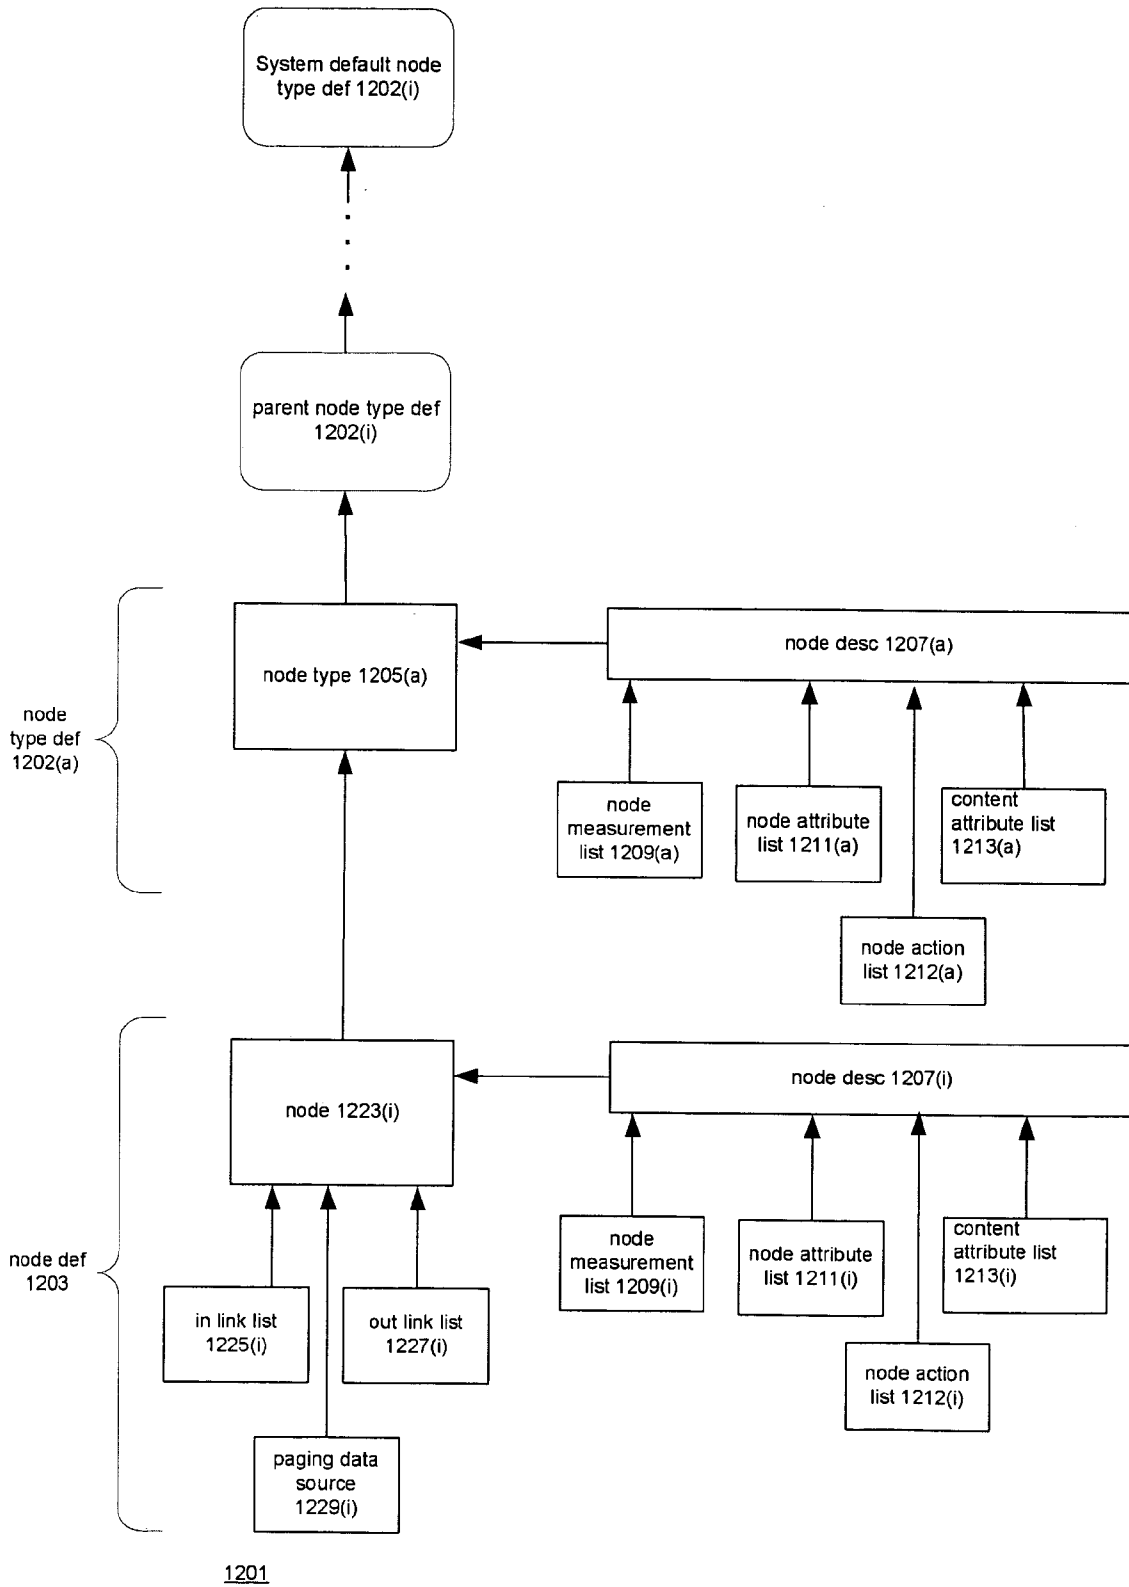 System default node
type def 1202(i)
parent node type def
1202(i)
node
type def
1202(a)
node type 1205(a)
node desc 1207(a)
node
measurement
list 1209(a)
node attribute
list 1211(a)
content
attribute list
1213(a)
node action
list 1212(a)
node def
1203
node 1223(i)
node desc 1207(i)
node
measurement
list 1209(i)
node attribute
list 1211(i)
content
attribute list
1213(i)
node action
list 1212(i)
in link list
1225(i)
out link list
1227(i)
paging data
source
1229(i)
1201